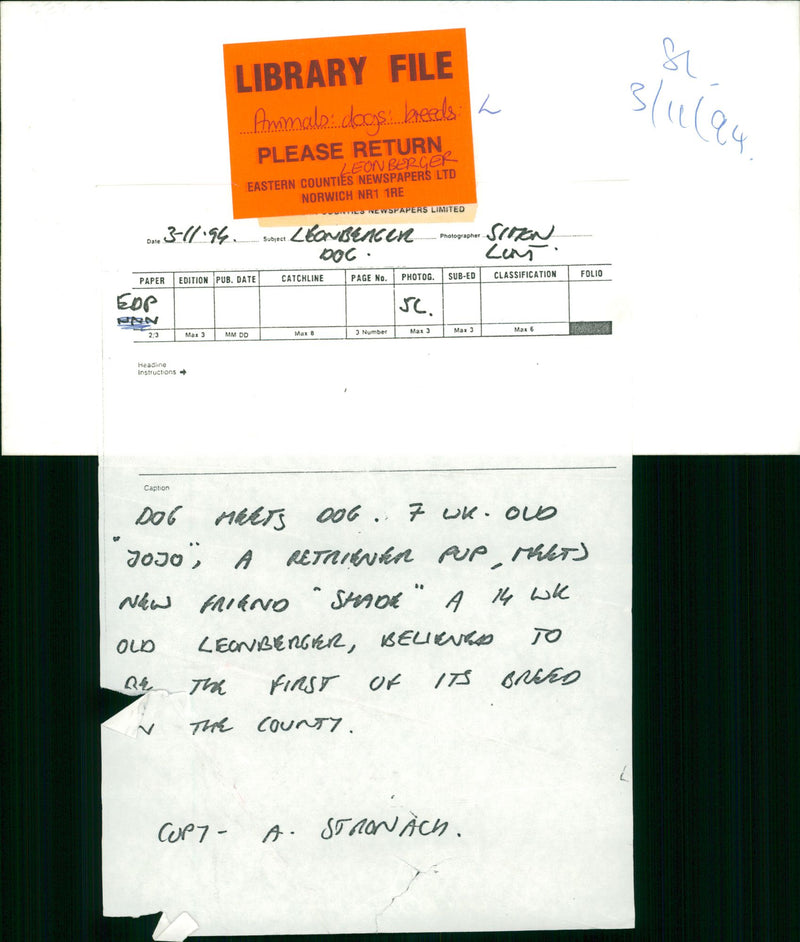 LIBRARY FILE
Animals: dogs: breeds: L
PLEASE RETURN
LEONBERGER
EASTERN COUNTIES NEWSPAPERS LTD
NORWICH NR1 1RE
SL
3/11/94.
COUNTIES NEWSPAPERS LIMITED
Date 3-11-94. Subject LEONBERGER DOG. Photographer SIMON
PAPER EDITION PUB. DATE CATCHLINE PAGE No. PHOTOG. SUB-ED CLASSIFICATION FOLIO
EDP SL.
2/3 Max 3 MM DD Max 8 3 Number Max 3 Max 3 Max 6
Headline
Instructions ➔
Caption
DOG MEETS DOG.. 7 WK. OLD
"JOJO", A RETRIEVER PUP, MEETS
NEW FRIEND "SHADE" A 14 WK
OLD LEONBERGER, BELIEVED TO
BE THE FIRST OF ITS BREED
N THE COUNTY.
COPY - A. STRONACH.